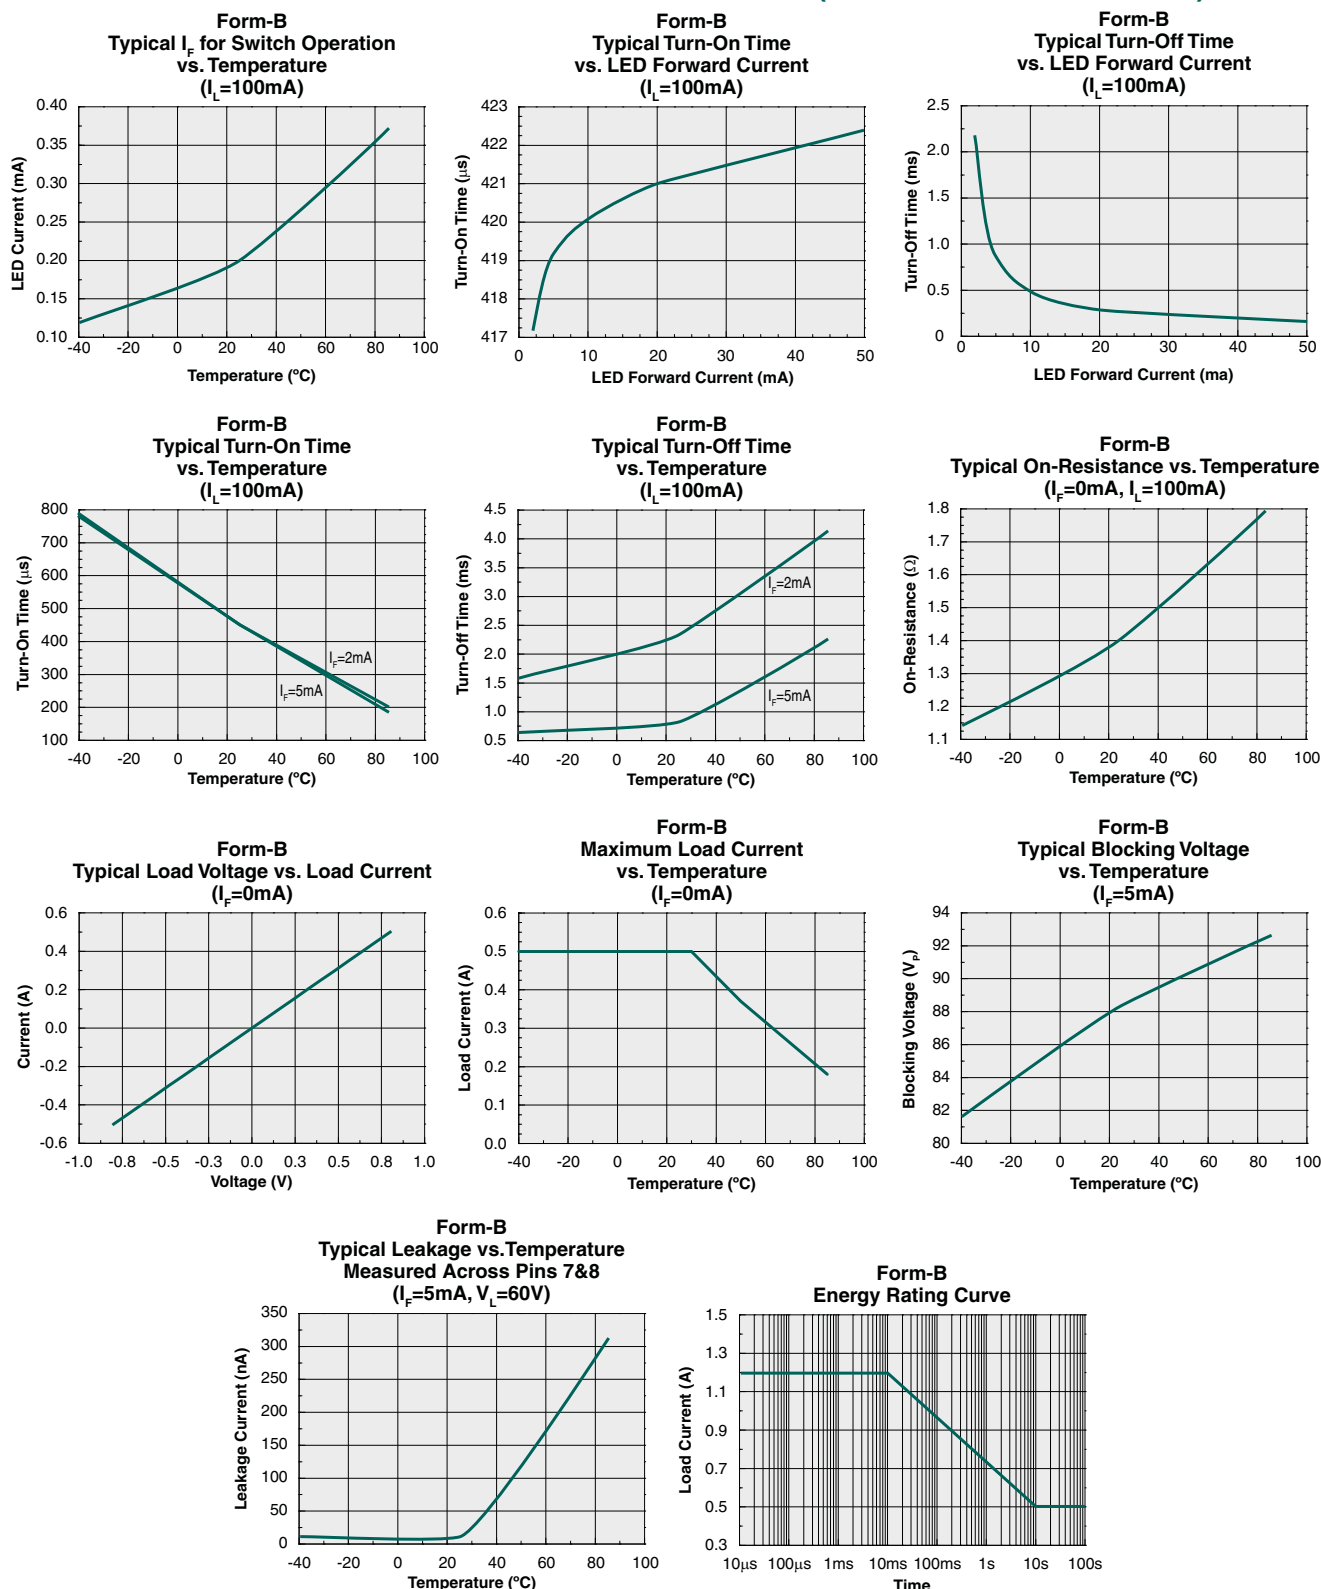 Form-B
Typical IF for Switch Operation
vs. Temperature
(IL=100mA)
0.40
0.35
0.30
0.25
0.20
0.15
0.10
LED Current (mA)
-40 -20 0 20 40 60 80 100
Temperature (ºC)
Form-B
Typical Turn-On Time
vs. LED Forward Current
(IL=100mA)
423
422
421
420
419
418
417
Turn-On Time (µs)
0 10 20 30 40 50
LED Forward Current (mA)
Form-B
Typical Turn-Off Time
vs. LED Forward Current
(IL=100mA)
2.5
2.0
1.5
1.0
0.5
0
Turn-Off Time (ms)
0 10 20 30 40 50
LED Forward Current (ma)
Form-B
Typical Turn-On Time
vs. Temperature
(IL=100mA)
800
700
600
500
400
300
200
100
Turn-On Time (µs)
IF=2mA
IF=5mA
-40 -20 0 20 40 60 80 100
Temperature (ºC)
Form-B
Typical Turn-Off Time
vs. Temperature
(IL=100mA)
4.5
4.0
3.5
3.0
2.5
2.0
1.5
1.0
0.5
Turn-Off Time (ms)
IF=2mA
IF=5mA
-40 -20 0 20 40 60 80 100
Temperature (ºC)
Form-B
Typical On-Resistance vs. Temperature
(IF=0mA, IL=100mA)
1.8
1.7
1.6
1.5
1.4
1.3
1.2
1.1
On-Resistance (Ω)
-40 -20 0 20 40 60 80 100
Temperature (ºC)
Form-B
Typical Load Voltage vs. Load Current
(IF=0mA)
0.6
0.4
0.2
0.0
-0.2
-0.4
-0.6
Current (A)
-1.0 -0.8 -0.5 -0.3 0.0 0.3 0.5 0.8 1.0
Voltage (V)
Form-B
Maximum Load Current
vs. Temperature
(IF=0mA)
0.6
0.5
0.4
0.3
0.2
0.1
0.0
Load Current (A)
-40 -20 0 20 40 60 80 100
Temperature (ºC)
Form-B
Typical Blocking Voltage
vs. Temperature
(IF=5mA)
94
92
90
88
86
84
82
80
Blocking Voltage (VP)
-40 -20 0 20 40 60 80 100
Temperature (ºC)
Form-B
Typical Leakage vs.Temperature
Measured Across Pins 7&8
(IF=5mA, VL=60V)
350
300
250
200
150
100
50
0
Leakage Current (nA)
-40 -20 0 20 40 60 80 100
Temperature (ºC)
Form-B
Energy Rating Curve
1.5
1.3
1.1
0.9
0.7
0.5
0.3
Load Current (A)
10µs 100µs 1ms 10ms 100ms 1s 10s 100s
Time